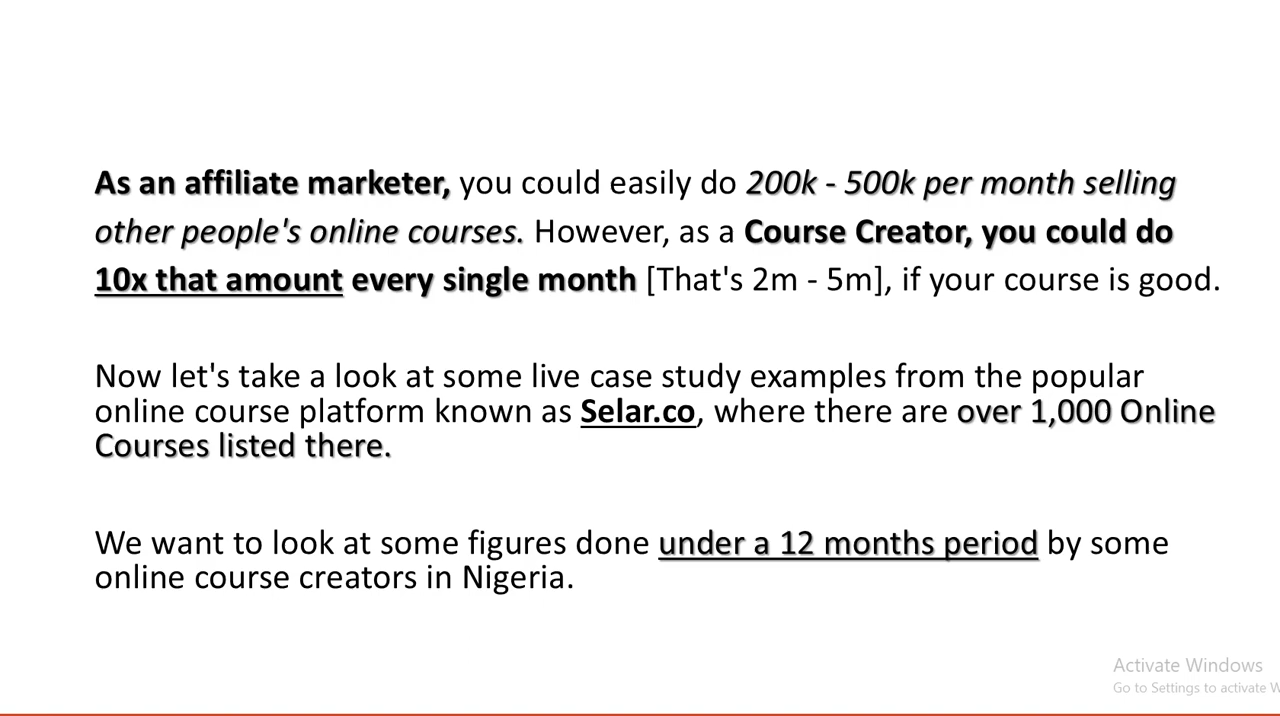 As an affiliate marketer, you could easily do 200k - 500k per month selling
other people's online courses. However, as a Course Creator, you could do
10x that amount every single month [That's 2m - 5m], if your course is good.
Now let's take a look at some live case study examples from the popular
online course platform known as Selar.co, where there are over 1,000 Online
Courses listed there.
We want to look at some figures done under a 12 months period by some
online course creators in Nigeria.
Activate Windows
Go to Settings to activate W